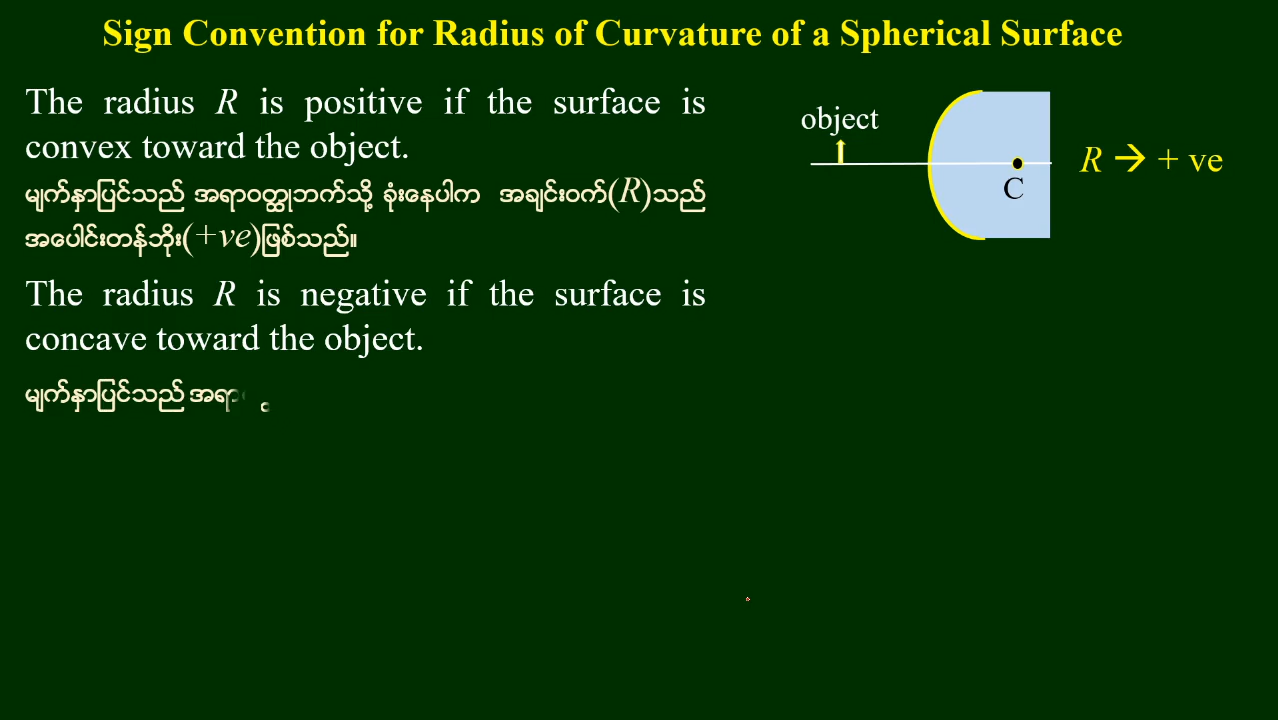 Sign Convention for Radius of Curvature of a Spherical Surface
The radius R is positive if the surface is
convex toward the object.
မျက်နှာပြင်သည် အရာဝတ္ထုဘက်သို့ ခုံးနေပါက အချင်းဝက်(R)သည်
အပေါင်းတန်ဘိုး(+ve)ဖြစ်သည်။
The radius R is negative if the surface is
concave toward the object.
မျက်နှာပြင်သည် အရာ
object
C
R → + ve